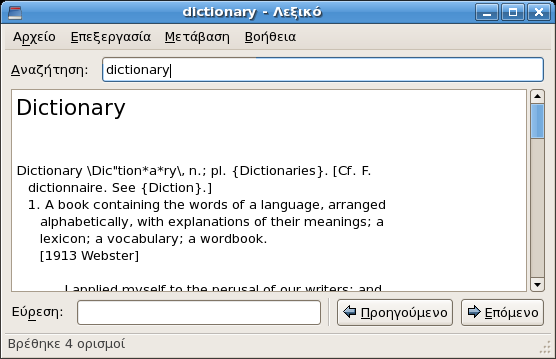 dictionary - Λεξικό
Αρχείο Επεξεργασία Μετάβαση Βοήθεια
Αναζήτηση: dictionary
Dictionary
Dictionary \Dic"tion*a*ry\, n.; pl. {Dictionaries}. [Cf. F.
dictionnaire. See {Diction}.]
1. A book containing the words of a language, arranged
alphabetically, with explanations of their meanings; a
lexicon; a vocabulary; a wordbook.
[1913 Webster]
I applied myself to the perusal of our writers; and
Εύρεση: Προηγούμενο Επόμενο
Βρέθηκε 4 ορισμοί